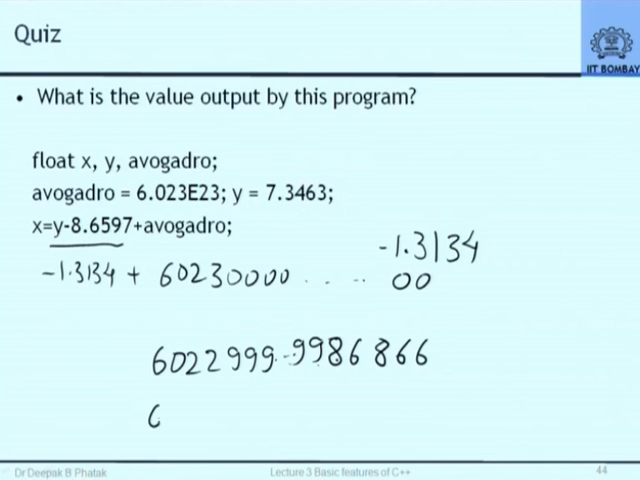 Quiz
IIT BOMBAY
• What is the value output by this program?
float x, y, avogadro;
avogadro = 6.023E23; y = 7.3463;
x=y-8.6597+avogadro;
-1.3134
-1.3134 + 60230000 . . .. 00
6022999..9986866
6
Dr Deepak B Phatak
Lecture 3 Basic features of C++
44